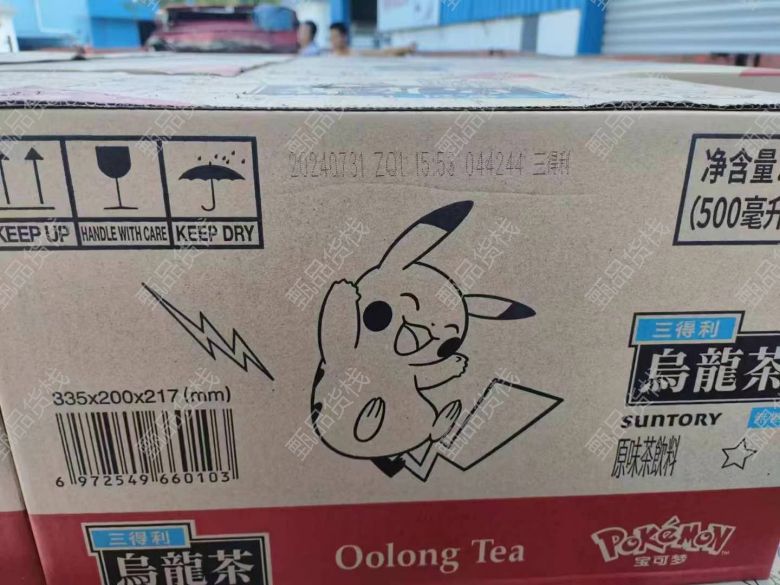 20240731 ZQ1 15:53 044244 三得利
净含量
(500毫升
KEEP UP
HANDLE WITH CARE
KEEP DRY
335x200x217(mm)
6 972549 660103
三得利
烏龍茶
SUNTORY
原味茶飲料
三得利
烏龍茶
Oolong Tea
POKéMON
宝可梦
甄品货栈